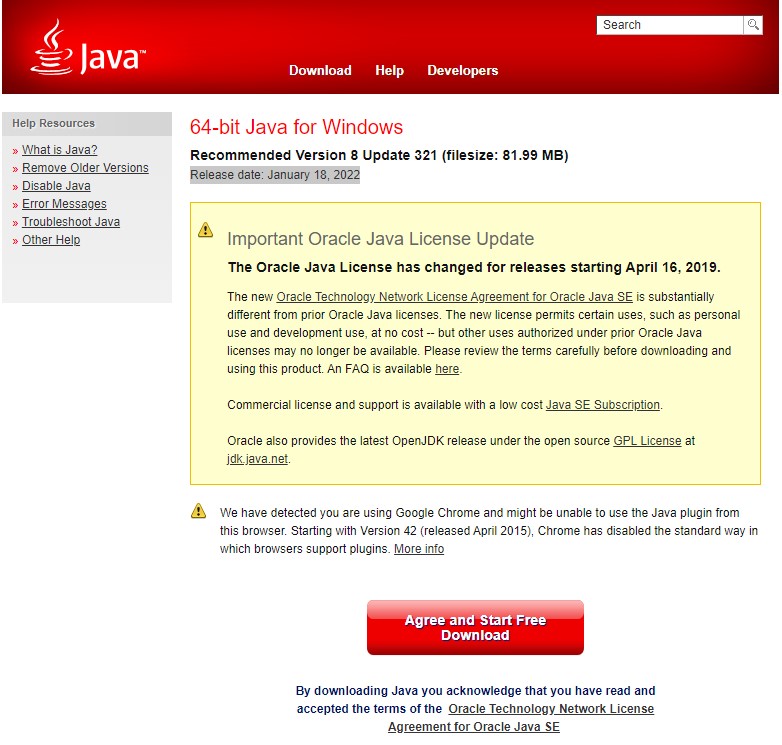 Java™
Search
Download Help Developers
Help Resources
» What is Java?
» Remove Older Versions
» Disable Java
» Error Messages
» Troubleshoot Java
» Other Help
64-bit Java for Windows
Recommended Version 8 Update 321 (filesize: 81.99 MB)
Release date: January 18, 2022
Important Oracle Java License Update
The Oracle Java License has changed for releases starting April 16, 2019.
The new Oracle Technology Network License Agreement for Oracle Java SE is substantially
different from prior Oracle Java licenses. The new license permits certain uses, such as personal
use and development use, at no cost -- but other uses authorized under prior Oracle Java
licenses may no longer be available. Please review the terms carefully before downloading and
using this product. An FAQ is available here.
Commercial license and support is available with a low cost Java SE Subscription.
Oracle also provides the latest OpenJDK release under the open source GPL License at
jdk.java.net.
We have detected you are using Google Chrome and might be unable to use the Java plugin from
this browser. Starting with Version 42 (released April 2015), Chrome has disabled the standard way in
which browsers support plugins. More info
Agree and Start Free
Download
By downloading Java you acknowledge that you have read and
accepted the terms of the Oracle Technology Network License
Agreement for Oracle Java SE